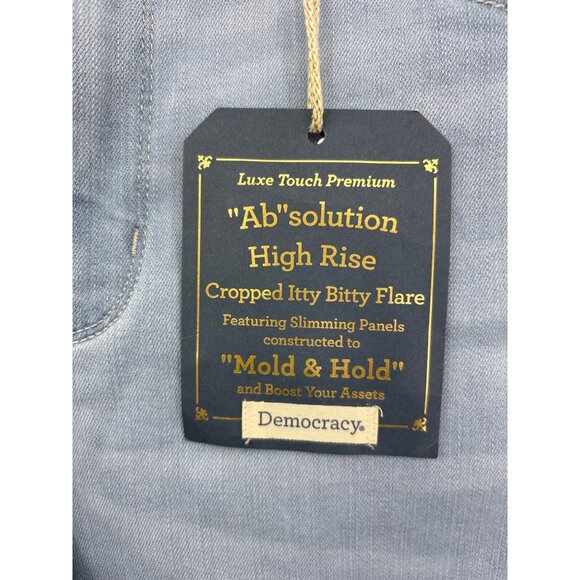 Luxe Touch Premium
"Ab"solution
High Rise
Cropped Itty Bitty Flare
Featuring Slimming Panels
constructed to
"Mold & Hold"
and Boost Your Assets
Democracy®